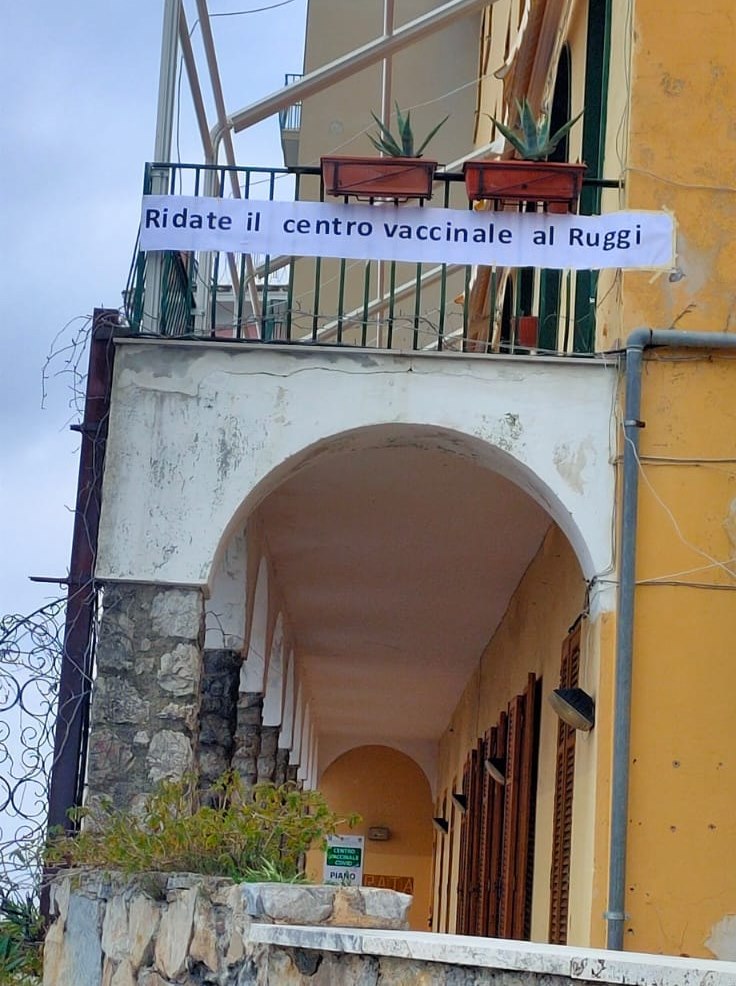 Ridate il centro vaccinale al Ruggi
CENTRO
VACCINALE
COVID
PIANO